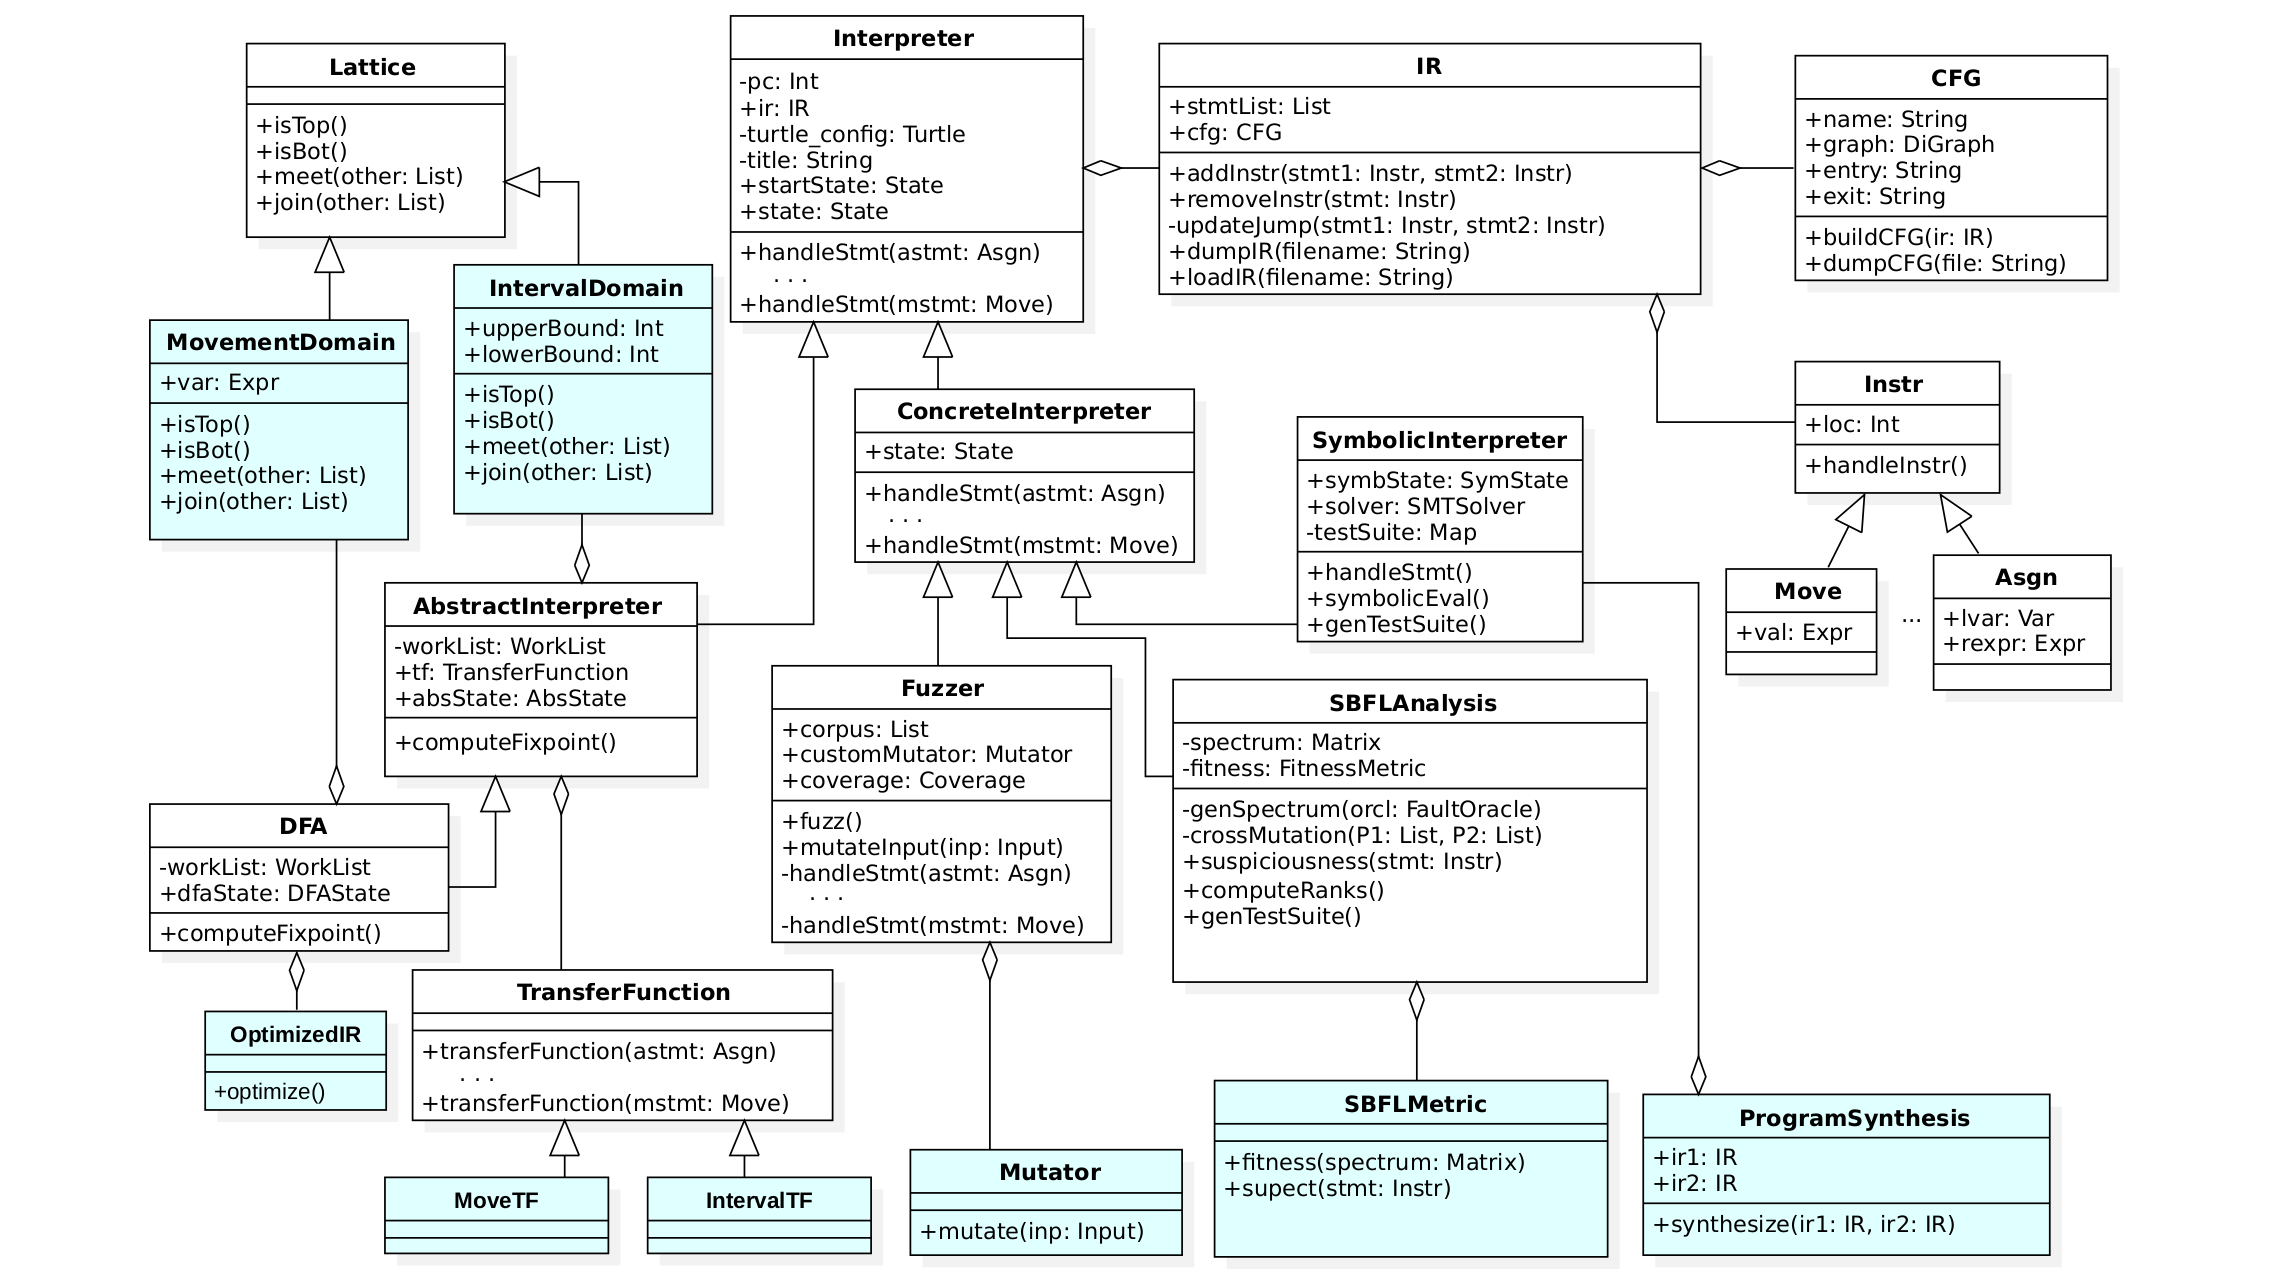 Lattice
+isTop()
+isBot()
+meet(other: List)
+join(other: List)
Interpreter
-pc: Int
+ir: IR
-turtle_config: Turtle
-title: String
+startState: State
+state: State
+handleStmt(astmt: Asgn)
. . .
+handleStmt(mstmt: Move)
IR
+stmtList: List
+cfg: CFG
+addInstr(stmt1: Instr, stmt2: Instr)
+removeInstr(stmt: Instr)
-updateJump(stmt1: Instr, stmt2: Instr)
+dumpIR(filename: String)
+loadIR(filename: String)
CFG
+name: String
+graph: DiGraph
+entry: String
+exit: String
+buildCFG(ir: IR)
+dumpCFG(file: String)
MovementDomain
+var: Expr
+isTop()
+isBot()
+meet(other: List)
+join(other: List)
IntervalDomain
+upperBound: Int
+lowerBound: Int
+isTop()
+isBot()
+meet(other: List)
+join(other: List)
ConcreteInterpreter
+state: State
+handleStmt(astmt: Asgn)
. . .
+handleStmt(mstmt: Move)
SymbolicInterpreter
+symbState: SymState
+solver: SMTSolver
-testSuite: Map
+handleStmt()
+symbolicEval()
+genTestSuite()
Instr
+loc: Int
+handleInstr()
Move
+val: Expr
...
Asgn
+lvar: Var
+rexpr: Expr
AbstractInterpreter
-workList: WorkList
+tf: TransferFunction
+absState: AbsState
+computeFixpoint()
Fuzzer
+corpus: List
+customMutator: Mutator
+coverage: Coverage
+fuzz()
+mutateInput(inp: Input)
-handleStmt(astmt: Asgn)
. . .
-handleStmt(mstmt: Move)
SBFLAnalysis
-spectrum: Matrix
-fitness: FitnessMetric
-genSpectrum(orcl: FaultOracle)
-crossMutation(P1: List, P2: List)
+suspiciousness(stmt: Instr)
+computeRanks()
+genTestSuite()
DFA
-workList: WorkList
+dfaState: DFAState
+computeFixpoint()
OptimizedIR
+optimize()
TransferFunction
+transferFunction(astmt: Asgn)
. . .
+transferFunction(mstmt: Move)
MoveTF
IntervalTF
Mutator
+mutate(inp: Input)
SBFLMetric
+fitness(spectrum: Matrix)
+supect(stmt: Instr)
ProgramSynthesis
+ir1: IR
+ir2: IR
+synthesize(ir1: IR, ir2: IR)